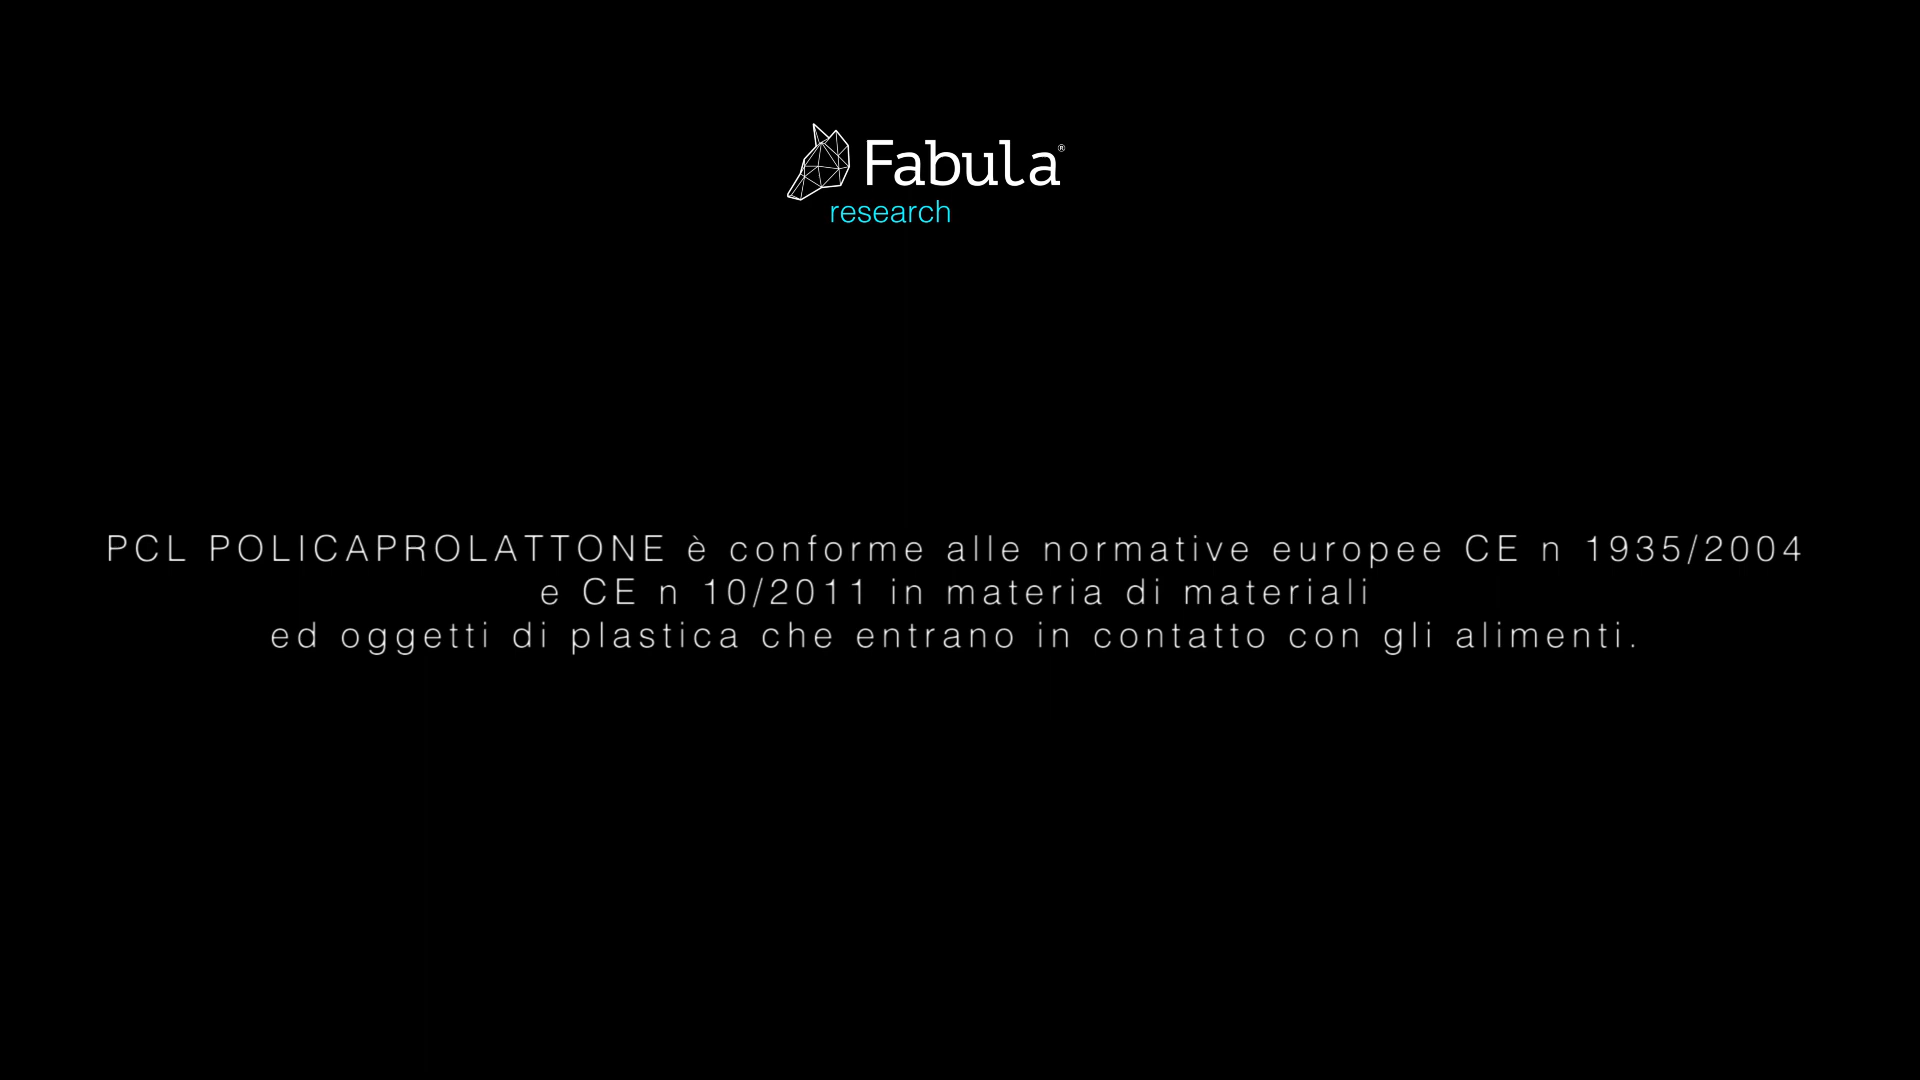 Fabula®
research
PCL POLICAPROLATTONE è conforme alle normative europee CE n 1935/2004
e CE n 10/2011 in materia di materiali
ed oggetti di plastica che entrano in contatto con gli alimenti.